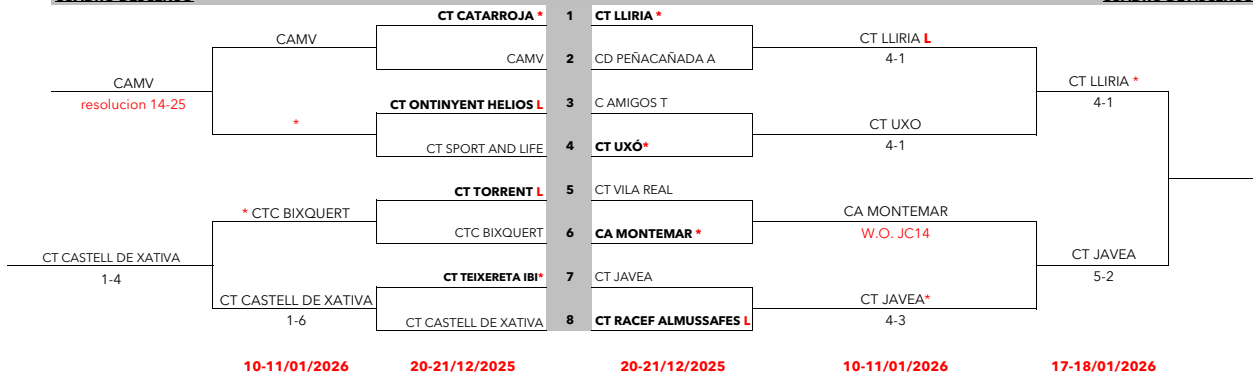 CT CATARROJA * 1 CT LLIRIA *
CAMV CT LLIRIA L
CAMV 2 CD PEÑACAÑADA A 4-1
CAMV CT LLIRIA *
resolucion 14-25 CT ONTINYENT HELIOS L 3 C AMIGOS T 4-1
* CT UXO
CT SPORT AND LIFE 4 CT UXÓ* 4-1
CT TORRENT L 5 CT VILA REAL
* CTC BIXQUERT CA MONTEMAR
CTC BIXQUERT 6 CA MONTEMAR * W.O. JC14
CT CASTELL DE XATIVA CT JAVEA
1-4 CT TEIXERETA IBI* 7 CT JAVEA 5-2
CT CASTELL DE XATIVA CT JAVEA*
1-6 CT CASTELL DE XATIVA 8 CT RACEF ALMUSSAFES L 4-3
10-11/01/2026 20-21/12/2025 20-21/12/2025 10-11/01/2026 17-18/01/2026